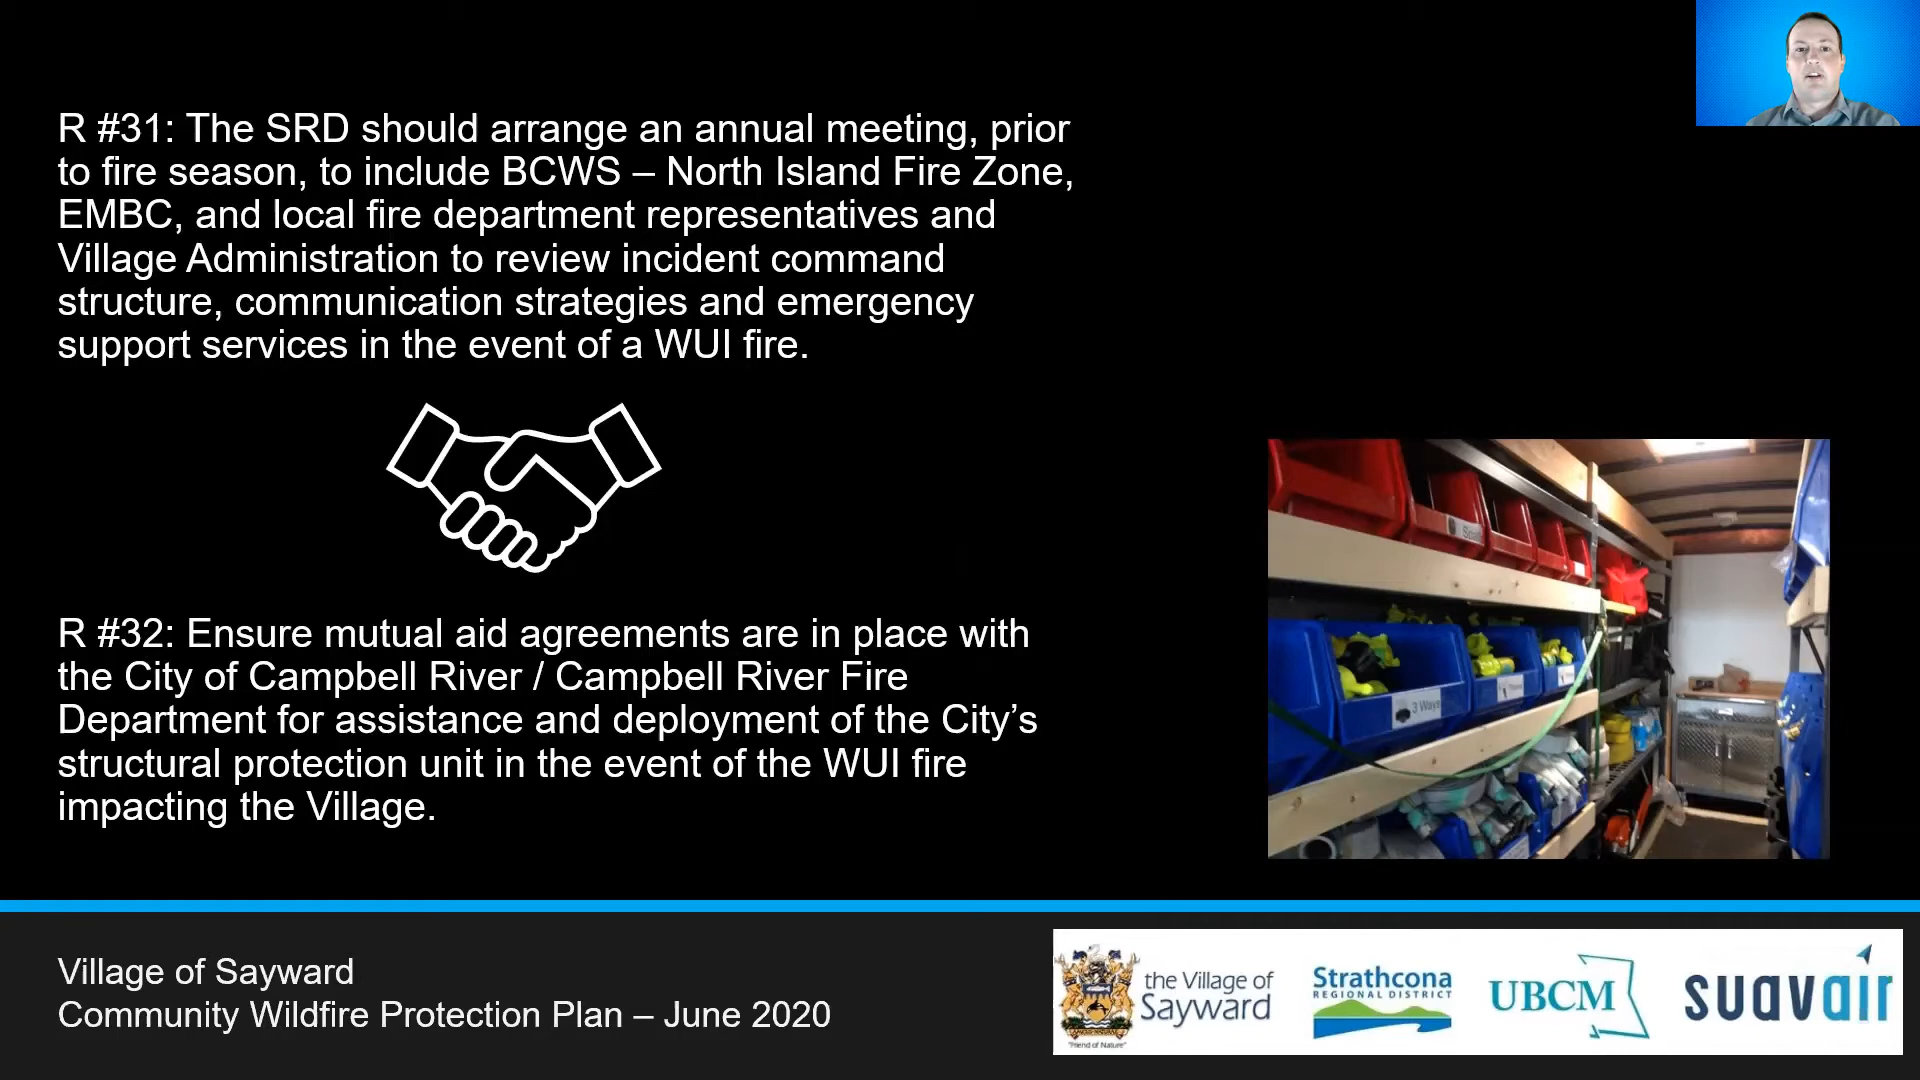 R #31: The SRD should arrange an annual meeting, prior
to fire season, to include BCWS – North Island Fire Zone,
EMBC, and local fire department representatives and
Village Administration to review incident command
structure, communication strategies and emergency
support services in the event of a WUI fire.
R #32: Ensure mutual aid agreements are in place with
the City of Campbell River / Campbell River Fire
Department for assistance and deployment of the City’s
structural protection unit in the event of the WUI fire
impacting the Village.
3 Ways
Village of Sayward
Community Wildfire Protection Plan – June 2020
the Village of
Sayward
"Friend of Nature"
Strathcona
REGIONAL DISTRICT
UBCM
suavair